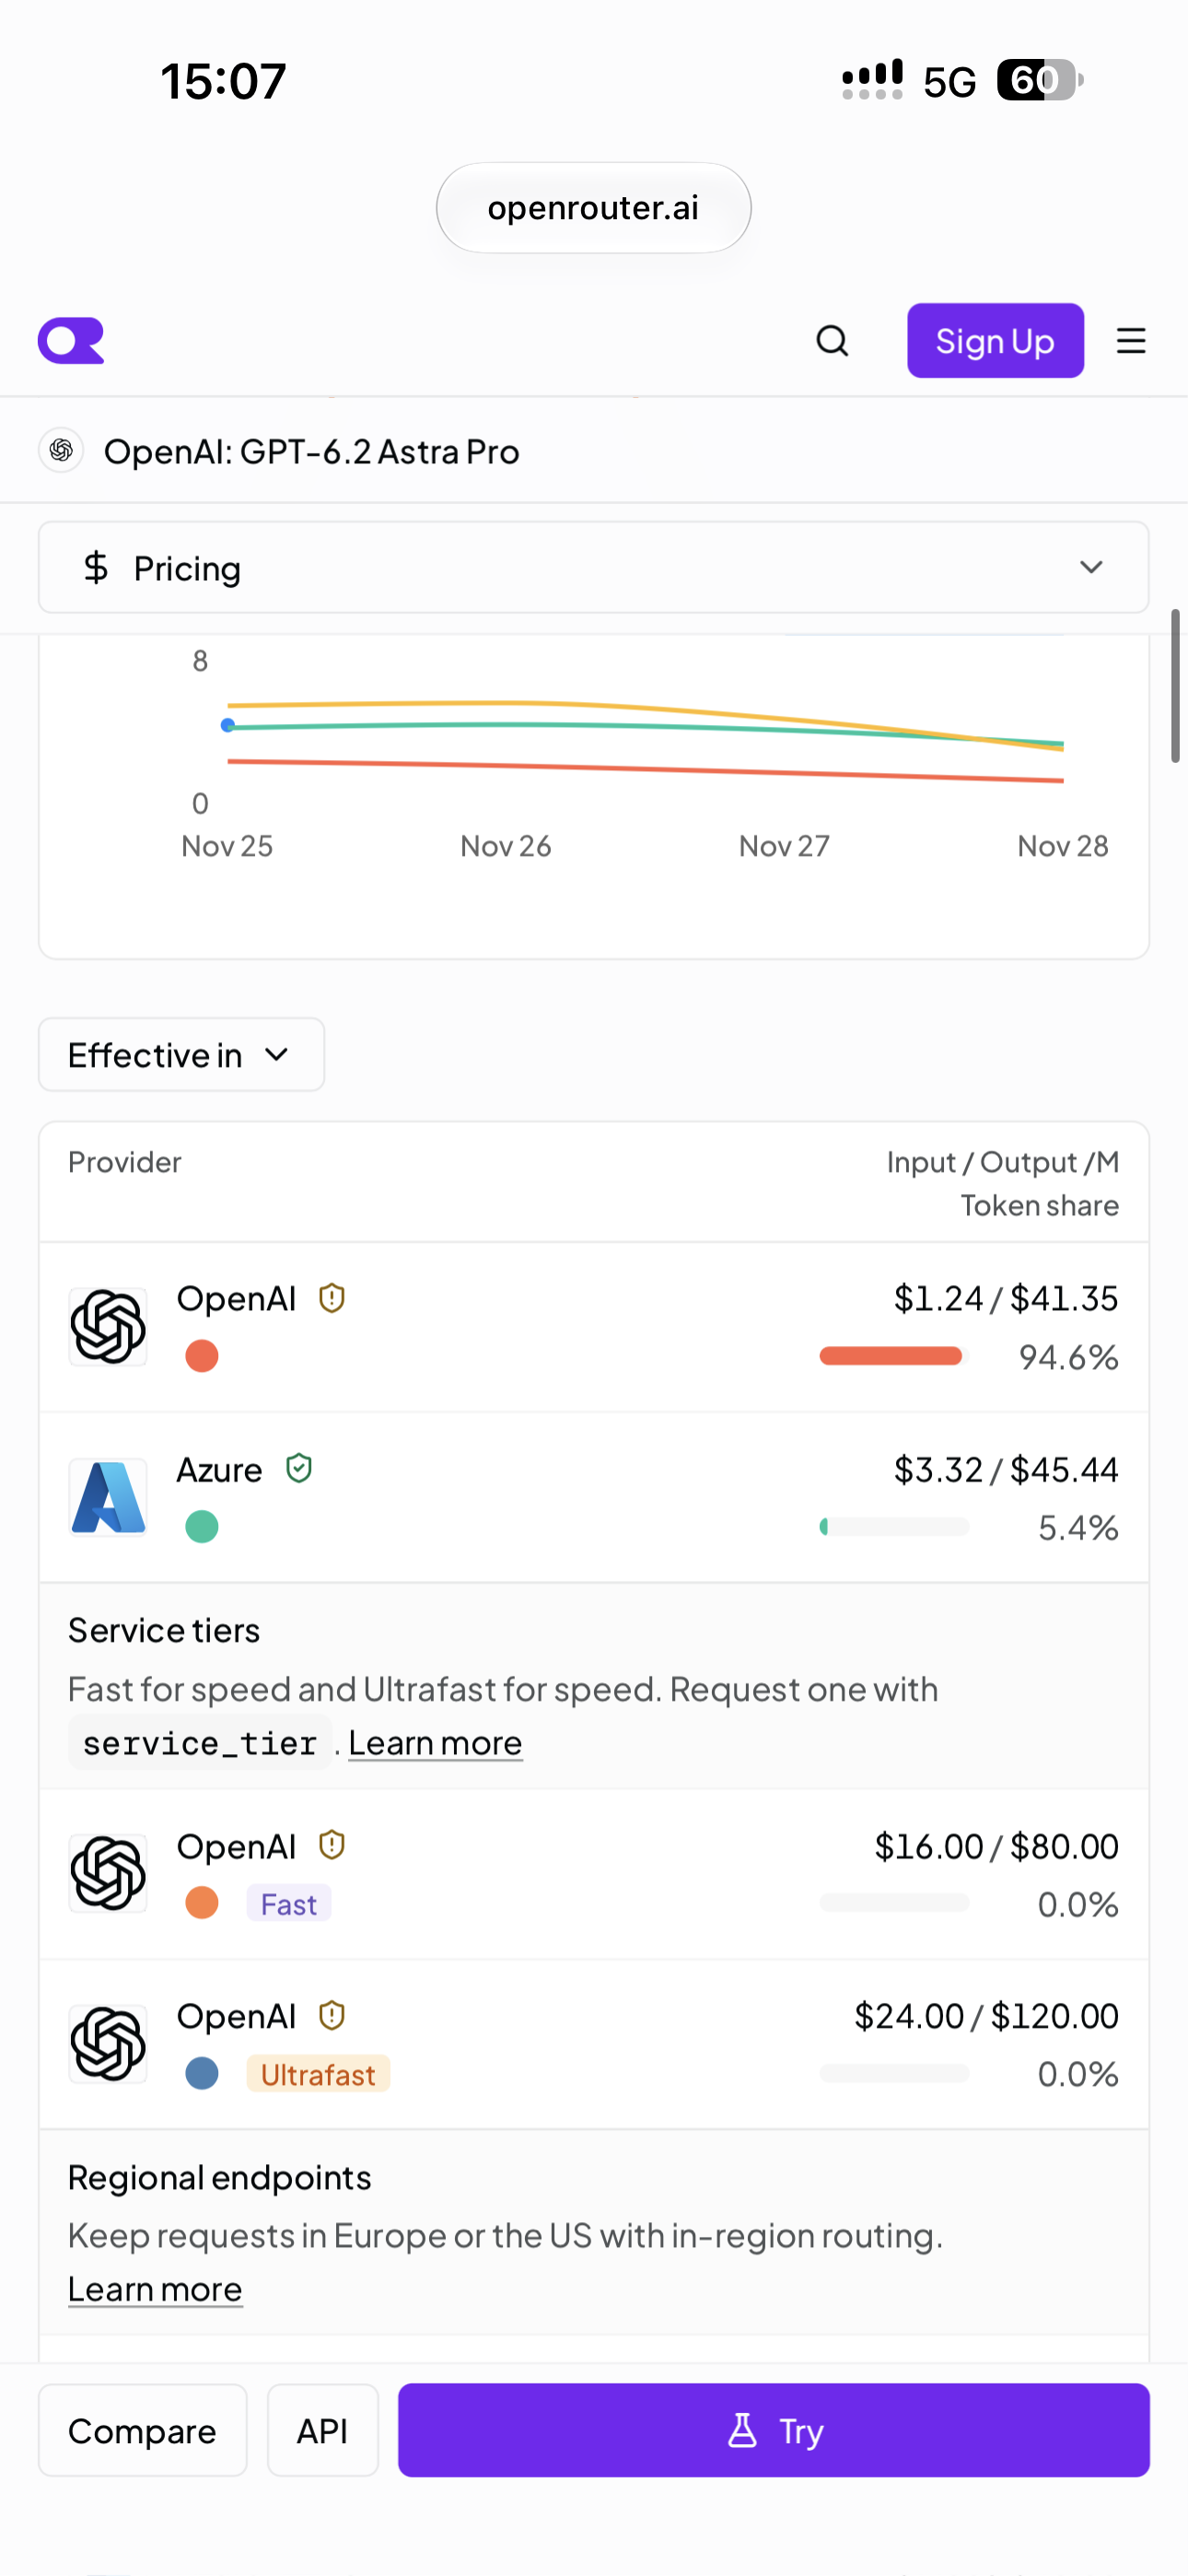 15:07
5G 60
openrouter.ai
Sign Up
OpenAI: GPT-6.2 Astra Pro
$ Pricing
8
0
Nov 25 Nov 26 Nov 27 Nov 28
Effective in
Provider Input / Output /M
Token share
OpenAI $1.24 / $41.35
94.6%
Azure $3.32 / $45.44
5.4%
Service tiers
Fast for speed and Ultrafast for speed. Request one with
service_tier . Learn more
OpenAI $16.00 / $80.00
Fast 0.0%
OpenAI $24.00 / $120.00
Ultrafast 0.0%
Regional endpoints
Keep requests in Europe or the US with in-region routing.
Learn more
Compare API Try